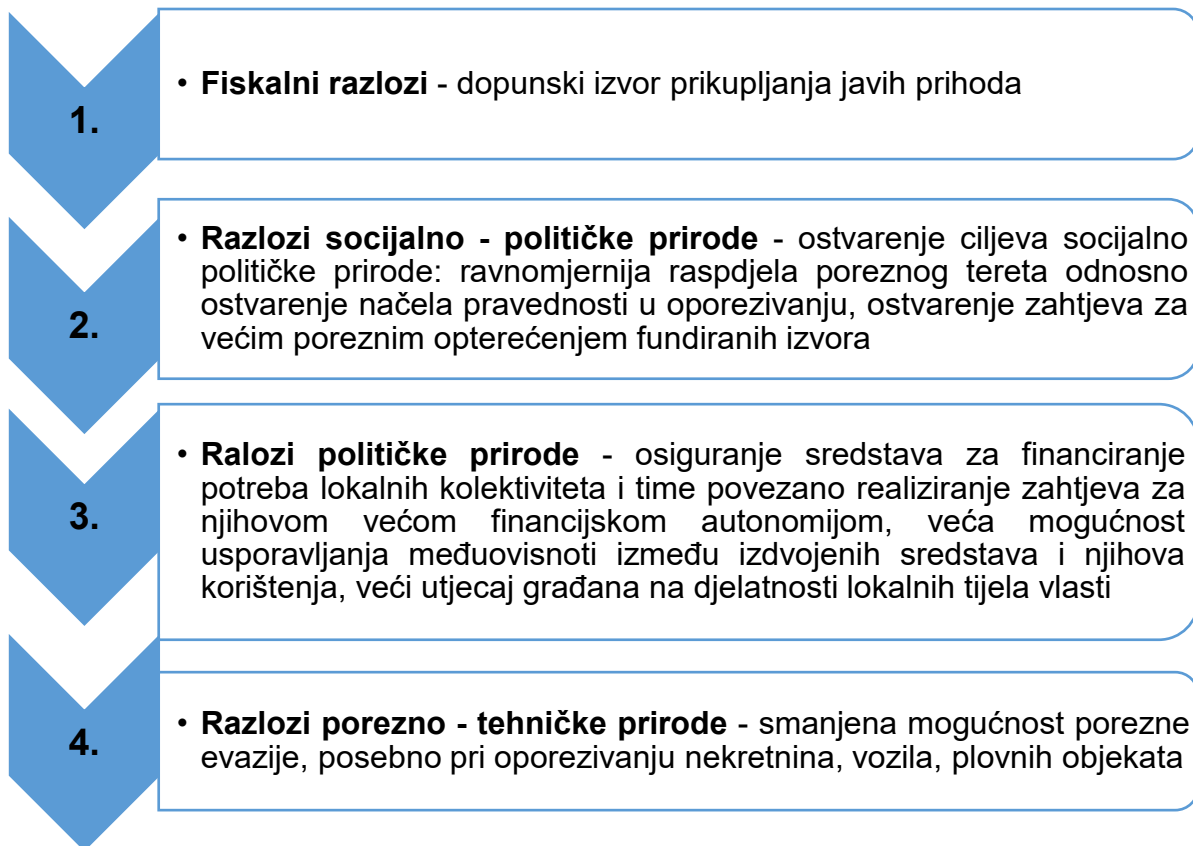 1.
• Fiskalni razlozi - dopunski izvor prikupljanja javih prihoda
2.
• Razlozi socijalno - političke prirode - ostvarenje ciljeva socijalno
političke prirode: ravnomjernija raspdjela poreznog tereta odnosno
ostvarenje načela pravednosti u oporezivanju, ostvarenje zahtjeva za
većim poreznim opterećenjem fundiranih izvora
3.
• Ralozi političke prirode - osiguranje sredstava za financiranje
potreba lokalnih kolektiviteta i time povezano realiziranje zahtjeva za
njihovom većom financijskom autonomijom, veća mogućnost
usporavljanja međuovisnoti između izdvojenih sredstava i njihova
korištenja, veći utjecaj građana na djelatnosti lokalnih tijela vlasti
4.
• Razlozi porezno - tehničke prirode - smanjena mogućnost porezne
evazije, posebno pri oporezivanju nekretnina, vozila, plovnih objekata